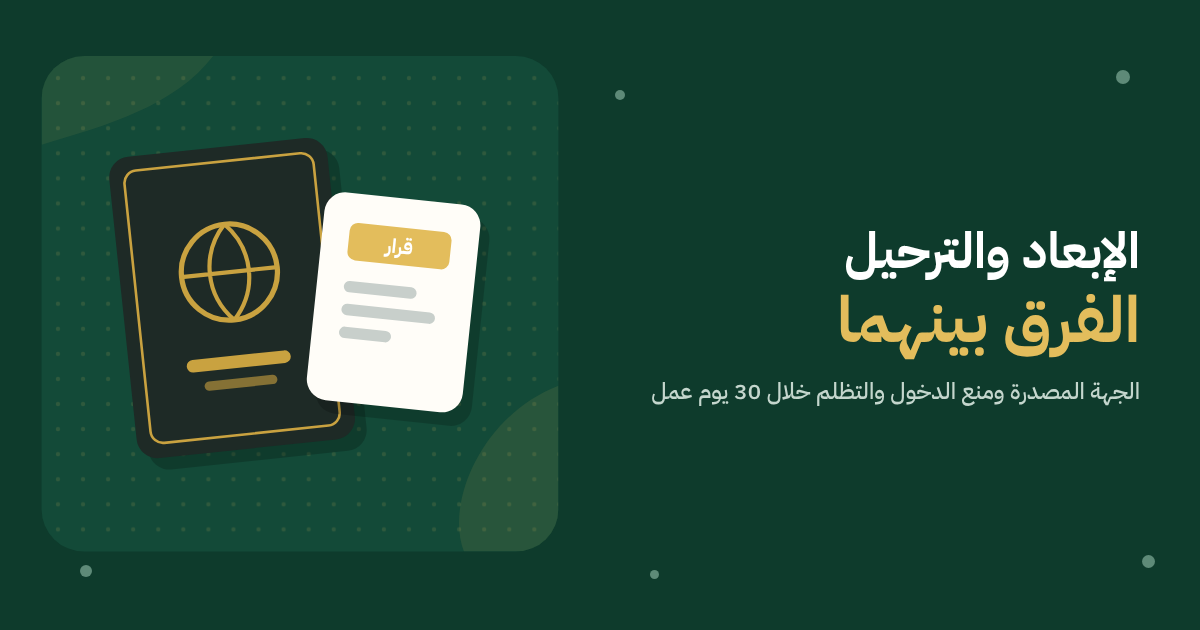 الإبعاد والترحيل
الفرق بينهما
الجهة المصدرة ومنع الدخول والتظلم خلال 30 يوم عمل
قرار